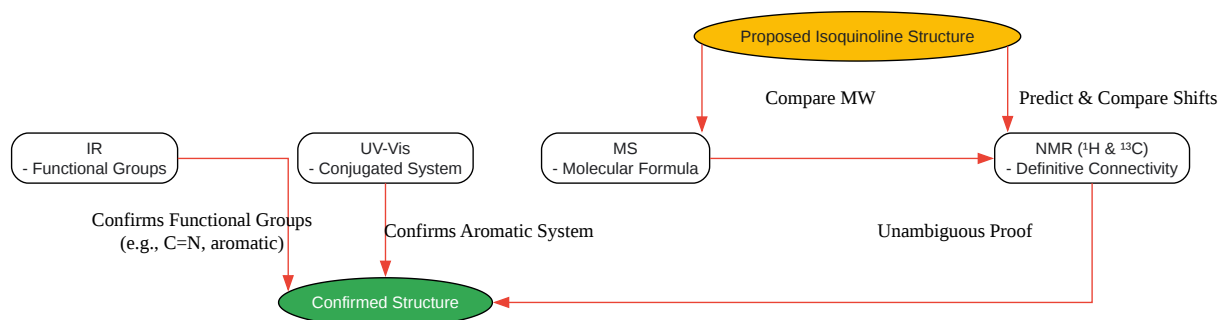 Proposed Isoquinoline Structure
Compare MW
Predict & Compare Shifts
IR
- Functional Groups
UV-Vis
- Conjugated System
MS
- Molecular Formula
NMR (¹H & ¹³C)
- Definitive Connectivity
Confirms Functional Groups
(e.g., C=N, aromatic)
Confirms Aromatic System
Unambiguous Proof
Confirmed Structure